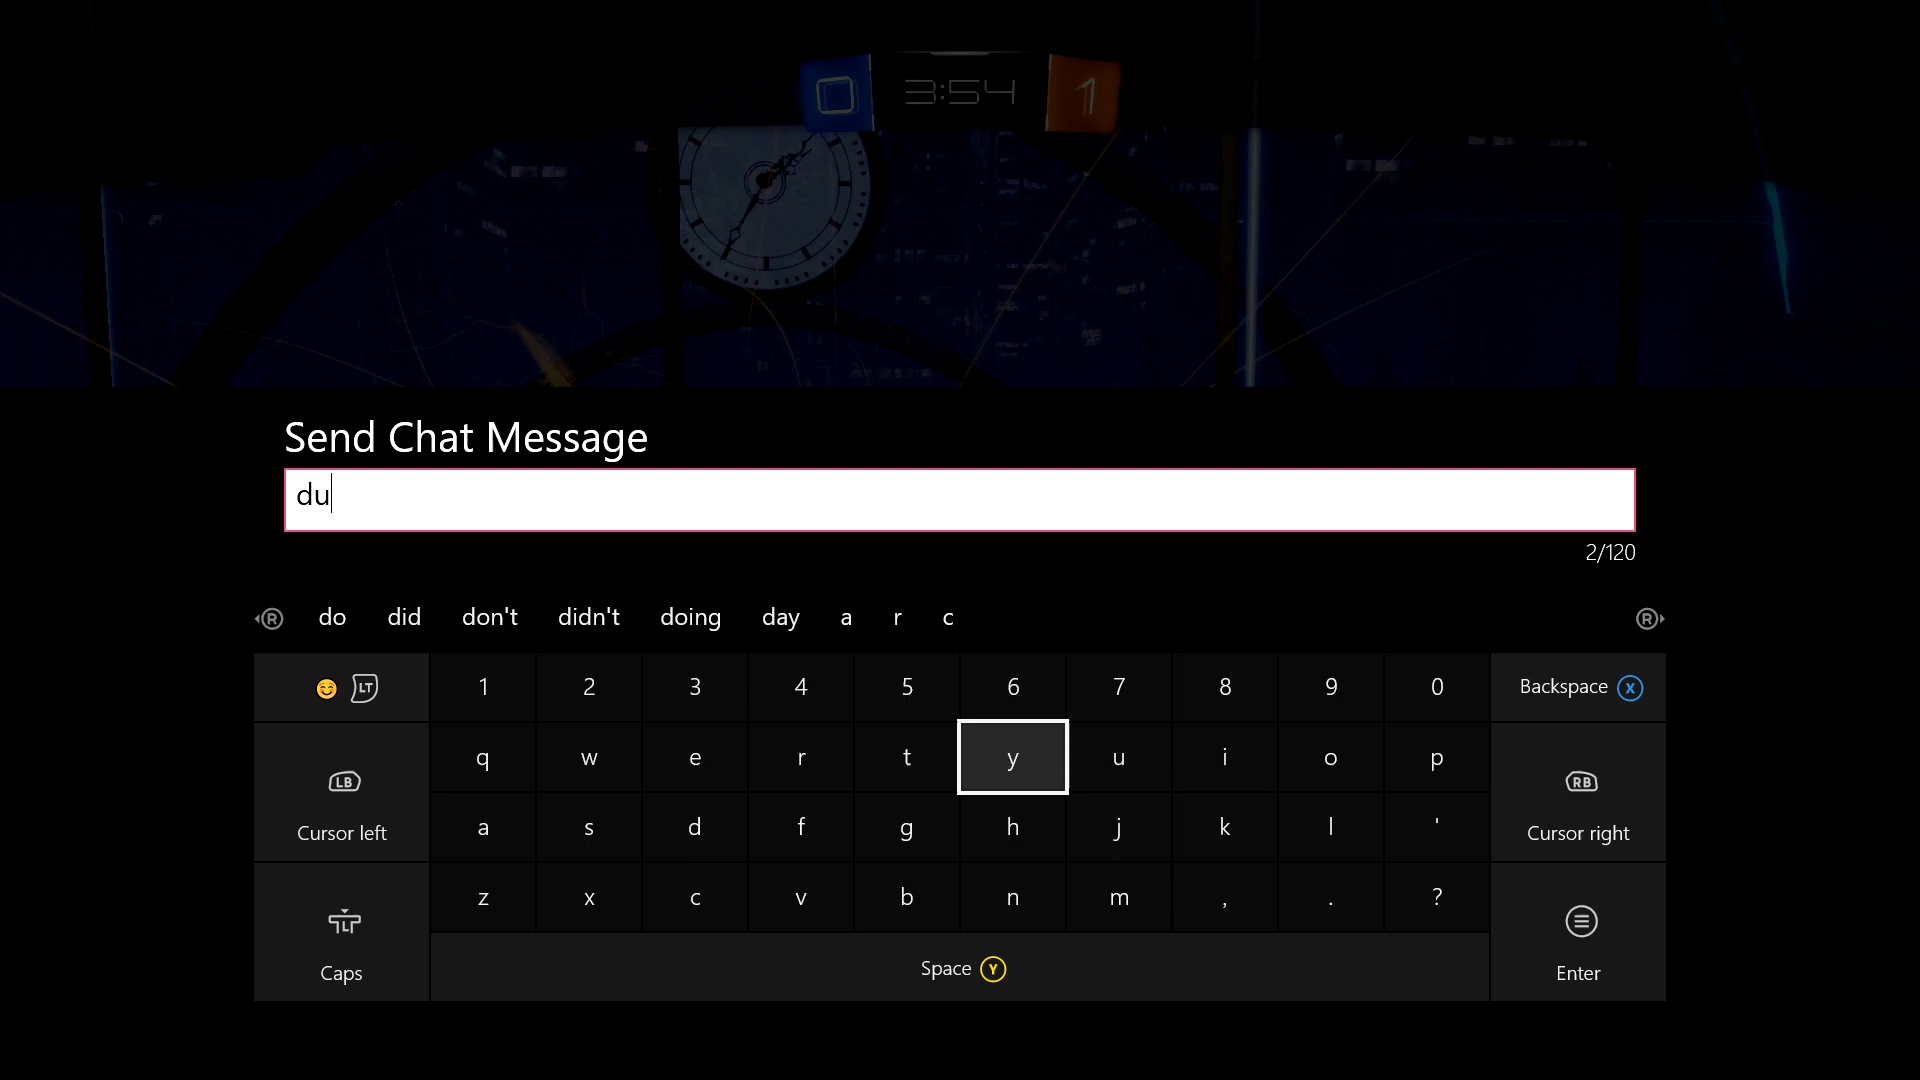 0 3:54 1
Send Chat Message
du
2/120
R do did don't didn't doing day a r c R
😊 LT 1 2 3 4 5 6 7 8 9 0 Backspace X
LB q w e r t y u i o p RB
Cursor left a s d f g h j k l ' Cursor right
z x c v b n m , . ?
Caps Space Y Enter